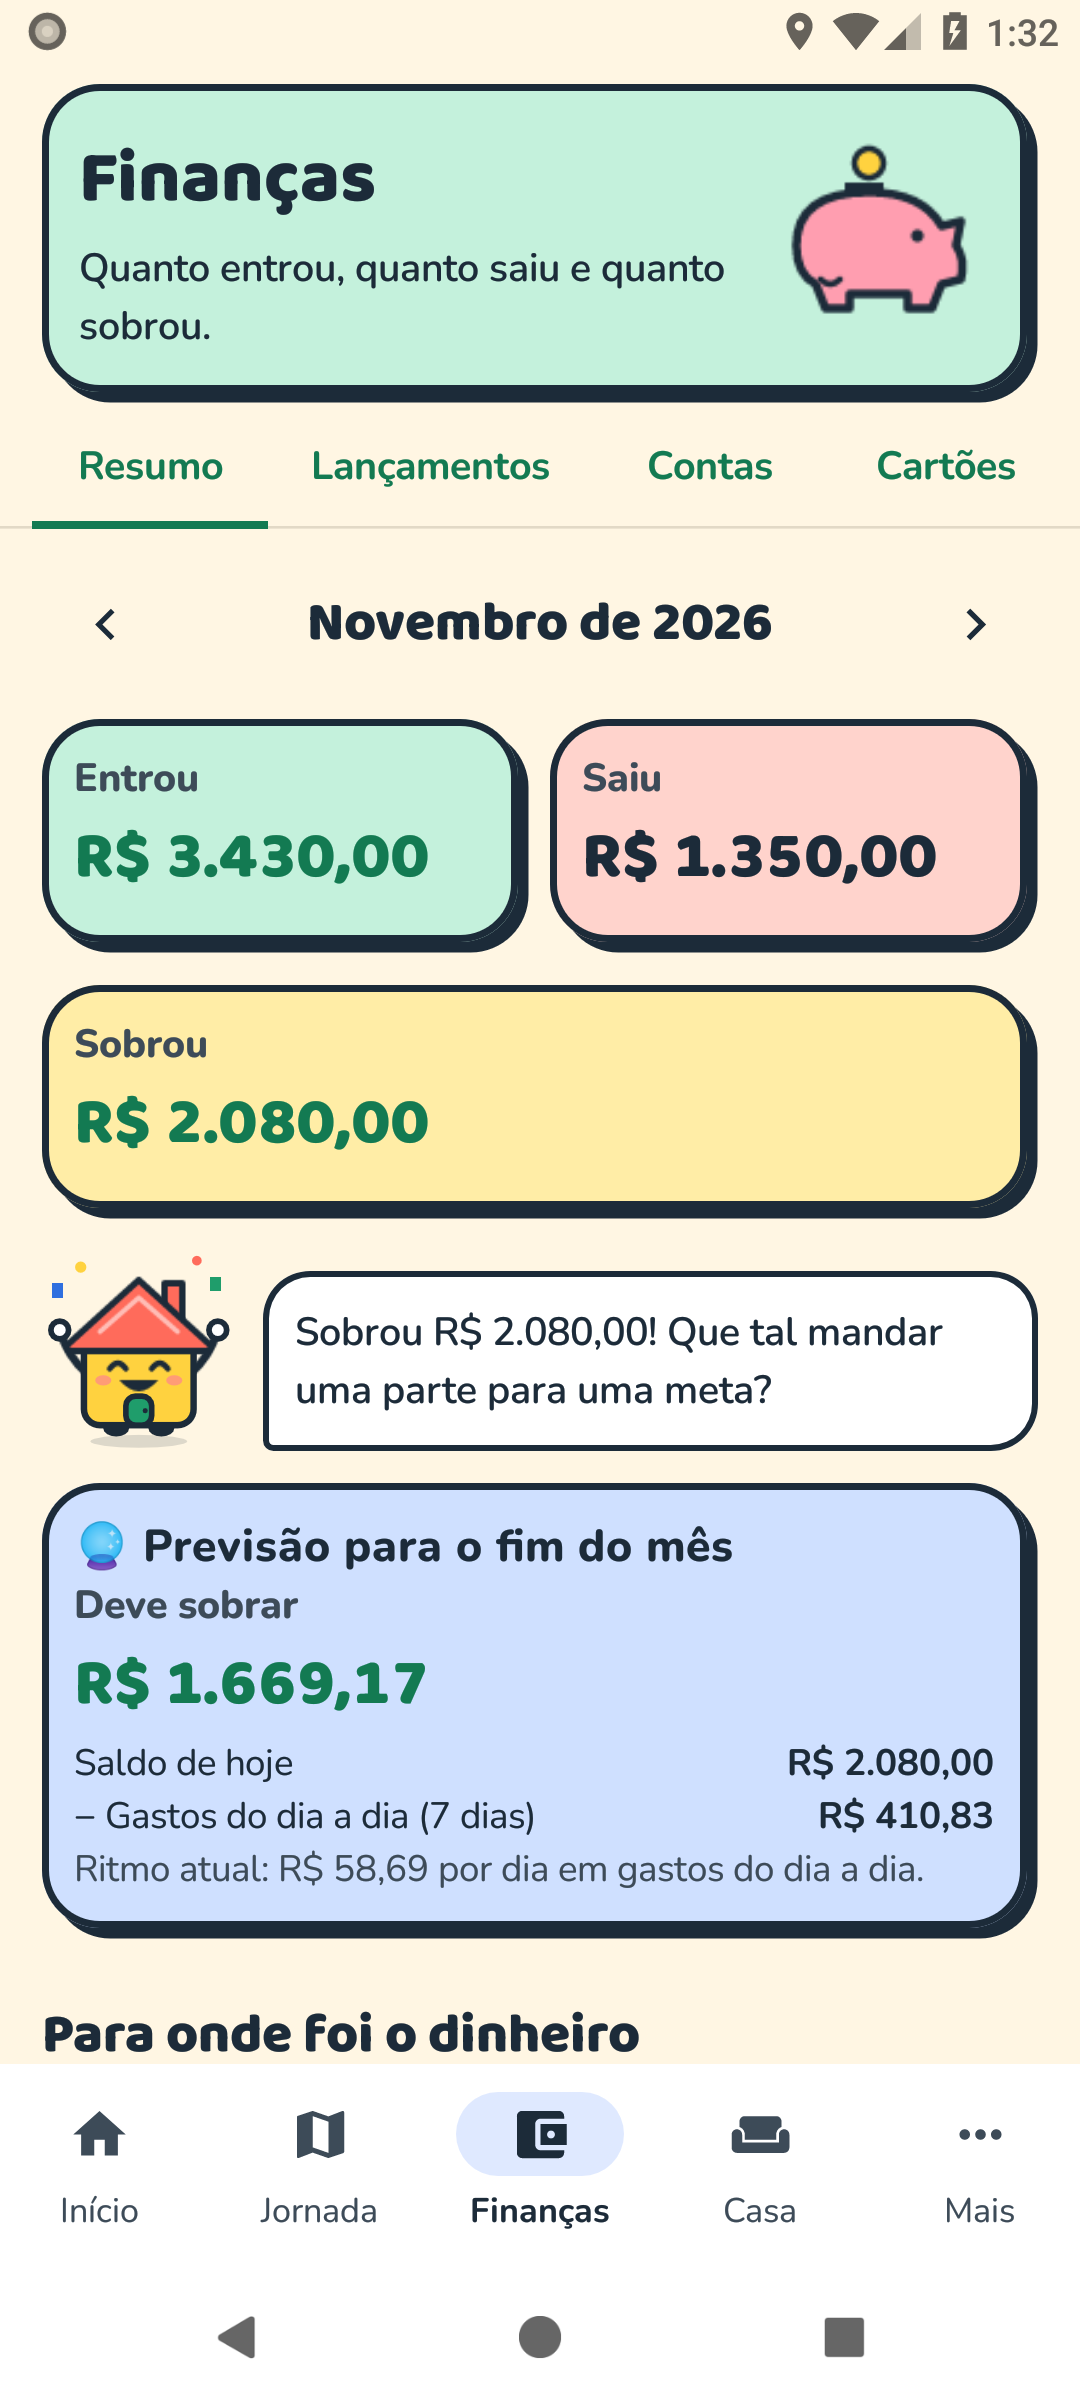 1:32
Finanças
Quanto entrou, quanto saiu e quanto
sobrou.
Resumo Lançamentos Contas Cartões
Novembro de 2026
Entrou
R$ 3.430,00
Saiu
R$ 1.350,00
Sobrou
R$ 2.080,00
Sobrou R$ 2.080,00! Que tal mandar
uma parte para uma meta?
Previsão para o fim do mês
Deve sobrar
R$ 1.669,17
Saldo de hoje R$ 2.080,00
– Gastos do dia a dia (7 dias) R$ 410,83
Ritmo atual: R$ 58,69 por dia em gastos do dia a dia.
Para onde foi o dinheiro
Início Jornada Finanças Casa Mais